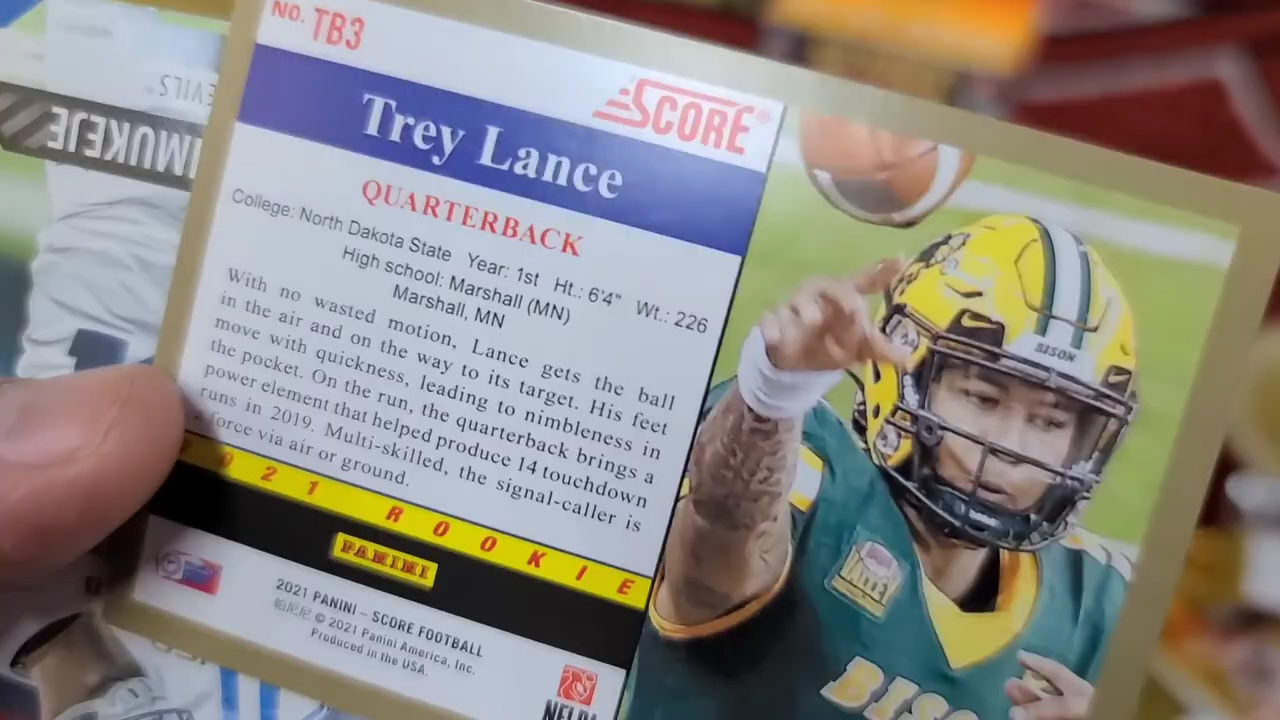 NO. TB3
SCORE
Trey Lance
QUARTERBACK
College: North Dakota State Year: 1st Ht.: 6'4" Wt.: 226
High school: Marshall (MN)
Marshall, MN
With no wasted motion, Lance gets the ball
in the air and on the way to its target. His feet
move with quickness, leading to nimbleness in
the pocket. On the run, the quarterback brings a
power element that helped produce 14 touchdown
runs in 2019. Multi-skilled, the signal-caller is
force via air or ground.
2021 ROOKIE
PANINI
2021 PANINI – SCORE FOOTBALL
帕尼尼 © 2021 Panini America, Inc.
Produced in the USA.
BISON